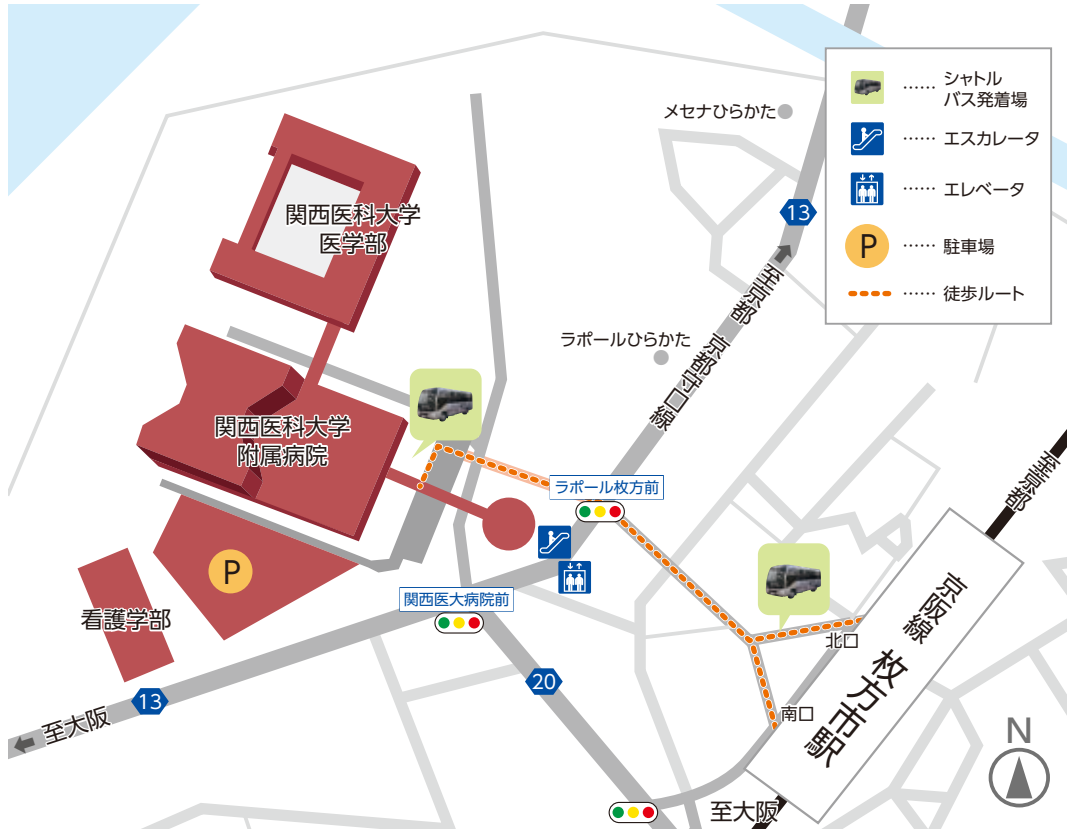 シャトル
バス発着場
エスカレータ
エレベータ
P
駐車場
徒歩ルート
メセナひらかた
13
関西医科大学
医学部
至京都 京都守口線
ラポールひらかた
関西医科大学
附属病院
ラポール枚方前
至京都
P
関西医大病院前
看護学部
京阪線 枚方市駅
北口
20
13
南口
至大阪
至大阪
N